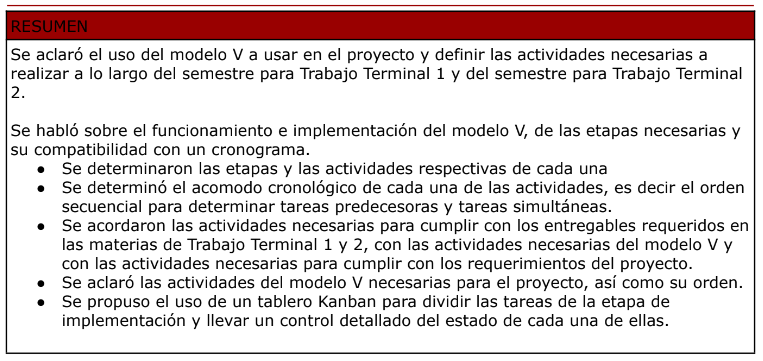 RESUMEN
Se aclaró el uso del modelo V a usar en el proyecto y definir las actividades necesarias a
realizar a lo largo del semestre para Trabajo Terminal 1 y del semestre para Trabajo Terminal
2.
Se habló sobre el funcionamiento e implementación del modelo V, de las etapas necesarias y
su compatibilidad con un cronograma.
● Se determinaron las etapas y las actividades respectivas de cada una
● Se determinó el acomodo cronológico de cada una de las actividades, es decir el orden
secuencial para determinar tareas predecesoras y tareas simultáneas.
● Se acordaron las actividades necesarias para cumplir con los entregables requeridos en
las materias de Trabajo Terminal 1 y 2, con las actividades necesarias del modelo V y
con las actividades necesarias para cumplir con los requerimientos del proyecto.
● Se aclaró las actividades del modelo V necesarias para el proyecto, así como su orden.
● Se propuso el uso de un tablero Kanban para dividir las tareas de la etapa de
implementación y llevar un control detallado del estado de cada una de ellas.